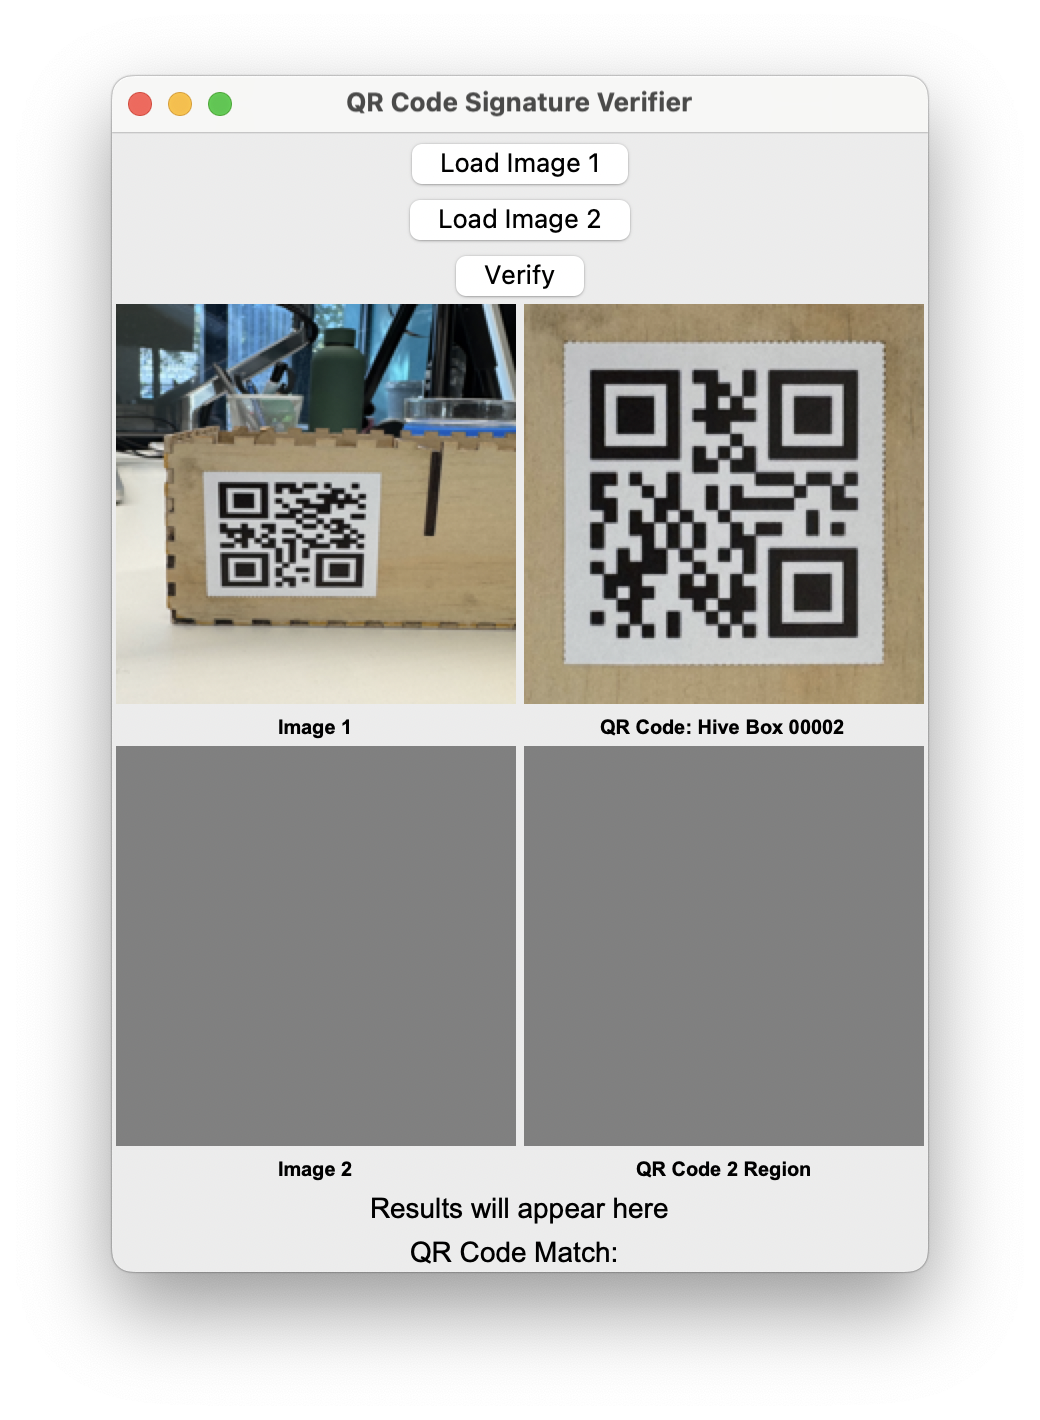 QR Code Signature Verifier
Load Image 1
Load Image 2
Verify
Image 1
QR Code: Hive Box 00002
Image 2
QR Code 2 Region
Results will appear here
QR Code Match: